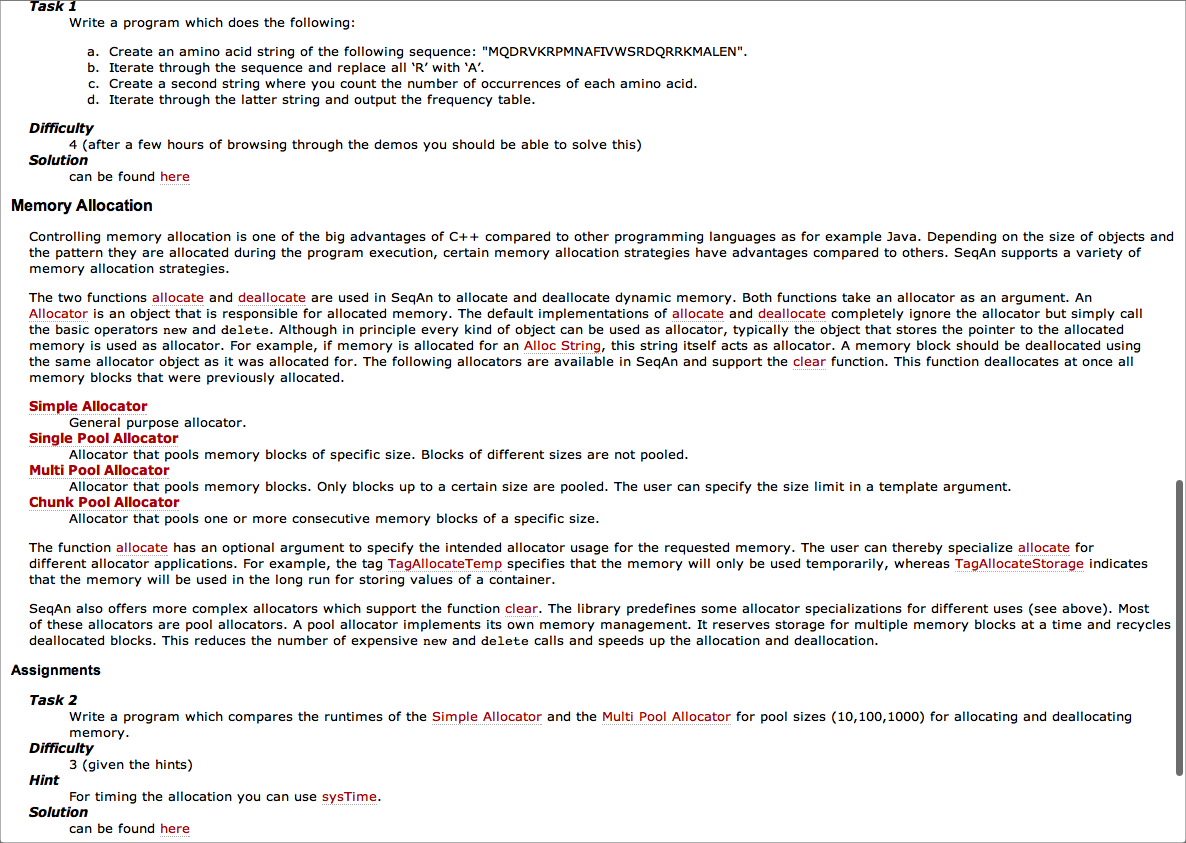 Task 1
Write a program which does the following:
a. Create an amino acid string of the following sequence: "MQDRVKRPMNAFIVWSRDQRRKMALEN".
b. Iterate through the sequence and replace all ‘R’ with ‘A’.
c. Create a second string where you count the number of occurrences of each amino acid.
d. Iterate through the latter string and output the frequency table.
Difficulty
4 (after a few hours of browsing through the demos you should be able to solve this)
Solution
can be found here
Memory Allocation
Controlling memory allocation is one of the big advantages of C++ compared to other programming languages as for example Java. Depending on the size of objects and
the pattern they are allocated during the program execution, certain memory allocation strategies have advantages compared to others. SeqAn supports a variety of
memory allocation strategies.
The two functions allocate and deallocate are used in SeqAn to allocate and deallocate dynamic memory. Both functions take an allocator as an argument. An
Allocator is an object that is responsible for allocated memory. The default implementations of allocate and deallocate completely ignore the allocator but simply call
the basic operators new and delete. Although in principle every kind of object can be used as allocator, typically the object that stores the pointer to the allocated
memory is used as allocator. For example, if memory is allocated for an Alloc String, this string itself acts as allocator. A memory block should be deallocated using
the same allocator object as it was allocated for. The following allocators are available in SeqAn and support the clear function. This function deallocates at once all
memory blocks that were previously allocated.
Simple Allocator
General purpose allocator.
Single Pool Allocator
Allocator that pools memory blocks of specific size. Blocks of different sizes are not pooled.
Multi Pool Allocator
Allocator that pools memory blocks. Only blocks up to a certain size are pooled. The user can specify the size limit in a template argument.
Chunk Pool Allocator
Allocator that pools one or more consecutive memory blocks of a specific size.
The function allocate has an optional argument to specify the intended allocator usage for the requested memory. The user can thereby specialize allocate for
different allocator applications. For example, the tag TagAllocateTemp specifies that the memory will only be used temporarily, whereas TagAllocateStorage indicates
that the memory will be used in the long run for storing values of a container.
SeqAn also offers more complex allocators which support the function clear. The library predefines some allocator specializations for different uses (see above). Most
of these allocators are pool allocators. A pool allocator implements its own memory management. It reserves storage for multiple memory blocks at a time and recycles
deallocated blocks. This reduces the number of expensive new and delete calls and speeds up the allocation and deallocation.
Assignments
Task 2
Write a program which compares the runtimes of the Simple Allocator and the Multi Pool Allocator for pool sizes (10,100,1000) for allocating and deallocating
memory.
Difficulty
3 (given the hints)
Hint
For timing the allocation you can use sysTime.
Solution
can be found here